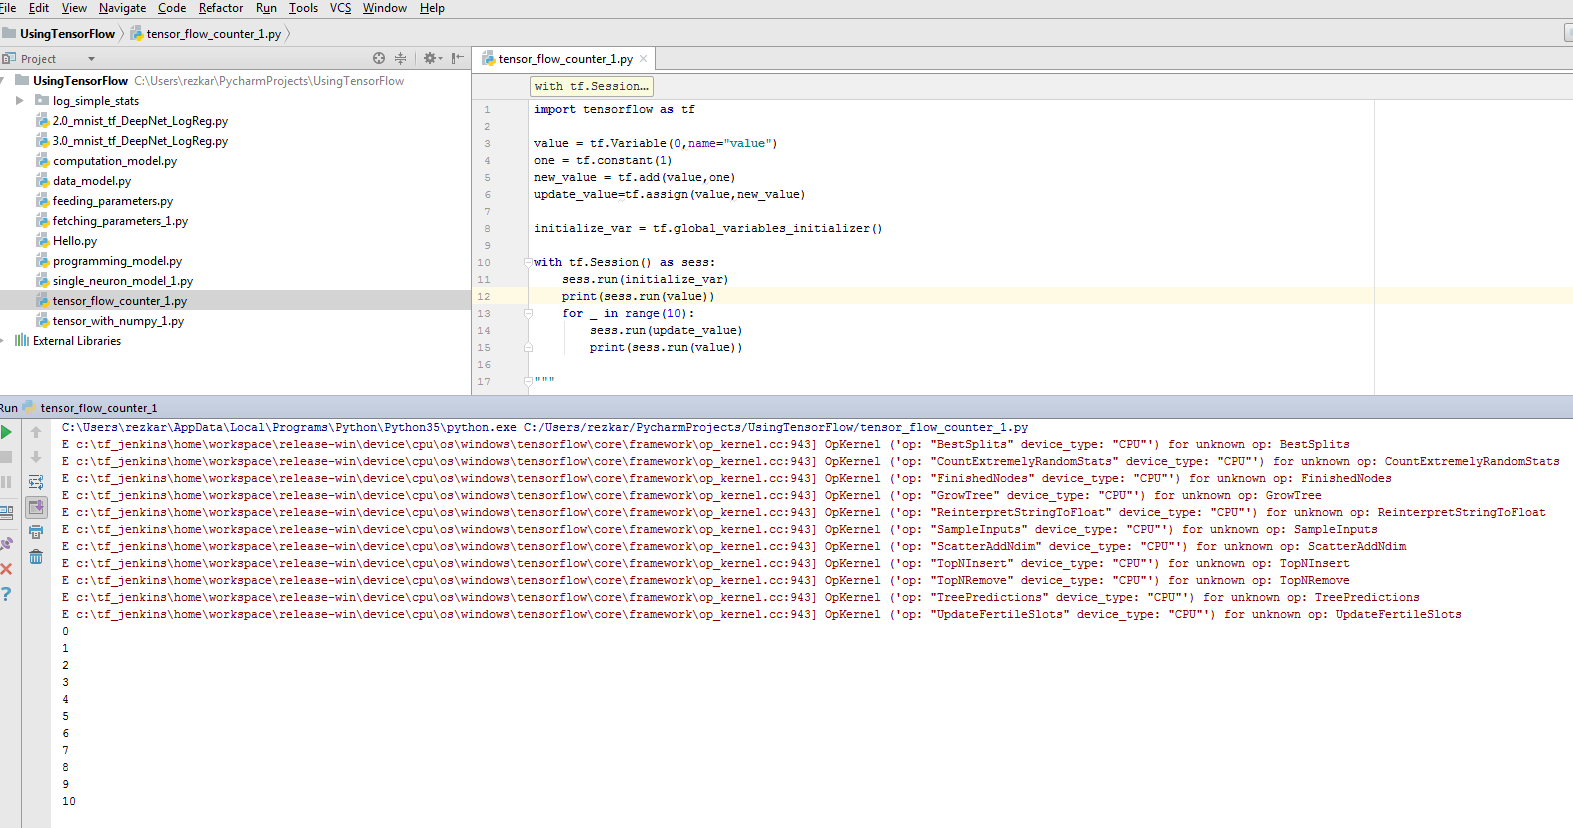 File Edit View Navigate Code Refactor Run Tools VCS Window Help
UsingTensorFlow tensor_flow_counter_1.py
Project
tensor_flow_counter_1.py
UsingTensorFlow C:\Users\rezkar\PycharmProjects\UsingTensorFlow
log_simple_stats
2.0_mnist_tf_DeepNet_LogReg.py
3.0_mnist_tf_DeepNet_LogReg.py
computation_model.py
data_model.py
feeding_parameters.py
fetching_parameters_1.py
Hello.py
programming_model.py
single_neuron_model_1.py
tensor_flow_counter_1.py
tensor_with_numpy_1.py
External Libraries
with tf.Session...
1 import tensorflow as tf
2
3 value = tf.Variable(0,name="value")
4 one = tf.constant(1)
5 new_value = tf.add(value,one)
6 update_value=tf.assign(value,new_value)
7
8 initialize_var = tf.global_variables_initializer()
9
10 with tf.Session() as sess:
11 sess.run(initialize_var)
12 print(sess.run(value))
13 for _ in range(10):
14 sess.run(update_value)
15 print(sess.run(value))
16
17 """
Run tensor_flow_counter_1
C:\Users\rezkar\AppData\Local\Programs\Python\Python35\python.exe C:/Users/rezkar/PycharmProjects/UsingTensorFlow/tensor_flow_counter_1.py
E c:\tf_jenkins\home\workspace\release-win\device\cpu\os\windows\tensorflow\core\framework\op_kernel.cc:943] OpKernel ('op: "BestSplits" device_type: "CPU"') for unknown op: BestSplits
E c:\tf_jenkins\home\workspace\release-win\device\cpu\os\windows\tensorflow\core\framework\op_kernel.cc:943] OpKernel ('op: "CountExtremelyRandomStats" device_type: "CPU"') for unknown op: CountExtremelyRandomStats
E c:\tf_jenkins\home\workspace\release-win\device\cpu\os\windows\tensorflow\core\framework\op_kernel.cc:943] OpKernel ('op: "FinishedNodes" device_type: "CPU"') for unknown op: FinishedNodes
E c:\tf_jenkins\home\workspace\release-win\device\cpu\os\windows\tensorflow\core\framework\op_kernel.cc:943] OpKernel ('op: "GrowTree" device_type: "CPU"') for unknown op: GrowTree
E c:\tf_jenkins\home\workspace\release-win\device\cpu\os\windows\tensorflow\core\framework\op_kernel.cc:943] OpKernel ('op: "ReinterpretStringToFloat" device_type: "CPU"') for unknown op: ReinterpretStringToFloat
E c:\tf_jenkins\home\workspace\release-win\device\cpu\os\windows\tensorflow\core\framework\op_kernel.cc:943] OpKernel ('op: "SampleInputs" device_type: "CPU"') for unknown op: SampleInputs
E c:\tf_jenkins\home\workspace\release-win\device\cpu\os\windows\tensorflow\core\framework\op_kernel.cc:943] OpKernel ('op: "ScatterAddNdim" device_type: "CPU"') for unknown op: ScatterAddNdim
E c:\tf_jenkins\home\workspace\release-win\device\cpu\os\windows\tensorflow\core\framework\op_kernel.cc:943] OpKernel ('op: "TopNInsert" device_type: "CPU"') for unknown op: TopNInsert
E c:\tf_jenkins\home\workspace\release-win\device\cpu\os\windows\tensorflow\core\framework\op_kernel.cc:943] OpKernel ('op: "TopNRemove" device_type: "CPU"') for unknown op: TopNRemove
E c:\tf_jenkins\home\workspace\release-win\device\cpu\os\windows\tensorflow\core\framework\op_kernel.cc:943] OpKernel ('op: "TreePredictions" device_type: "CPU"') for unknown op: TreePredictions
E c:\tf_jenkins\home\workspace\release-win\device\cpu\os\windows\tensorflow\core\framework\op_kernel.cc:943] OpKernel ('op: "UpdateFertileSlots" device_type: "CPU"') for unknown op: UpdateFertileSlots
0
1
2
3
4
5
6
7
8
9
10